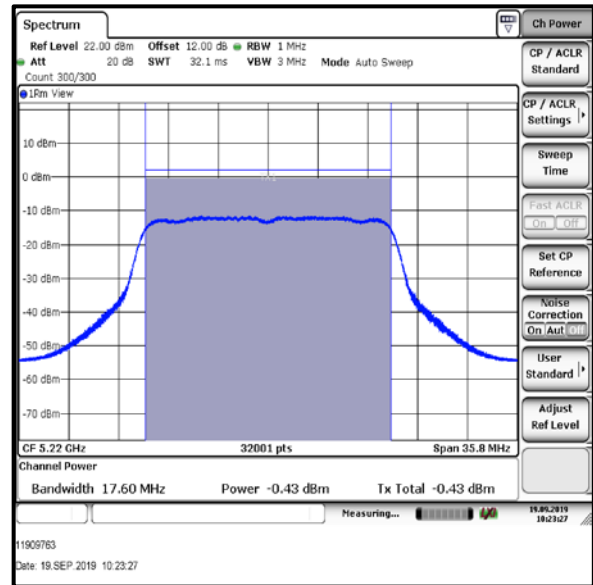 Spectrum
Ref Level 22.00 dBm Offset 12.00 dB RBW 1 MHz
Att 20 dB SWT 32.1 ms VBW 3 MHz Mode Auto Sweep
Count 300/300
1Rm View
10 dBm
0 dBm
-10 dBm
-20 dBm
-30 dBm
-40 dBm
-50 dBm
-60 dBm
-70 dBm
CF 5.22 GHz 32001 pts Span 35.8 MHz
Channel Power
Bandwidth 17.60 MHz Power -0.43 dBm Tx Total -0.43 dBm
Measuring... 19.09.2019
10:23:27
Ch Power
CP / ACLR
Standard
CP / ACLR
Settings
Sweep
Time
Fast ACLR
On Off
Set CP
Reference
Noise
Correction
On Aut Off
User
Standard
Adjust
Ref Level
11909763
Date: 19.SEP.2019 10:23:27